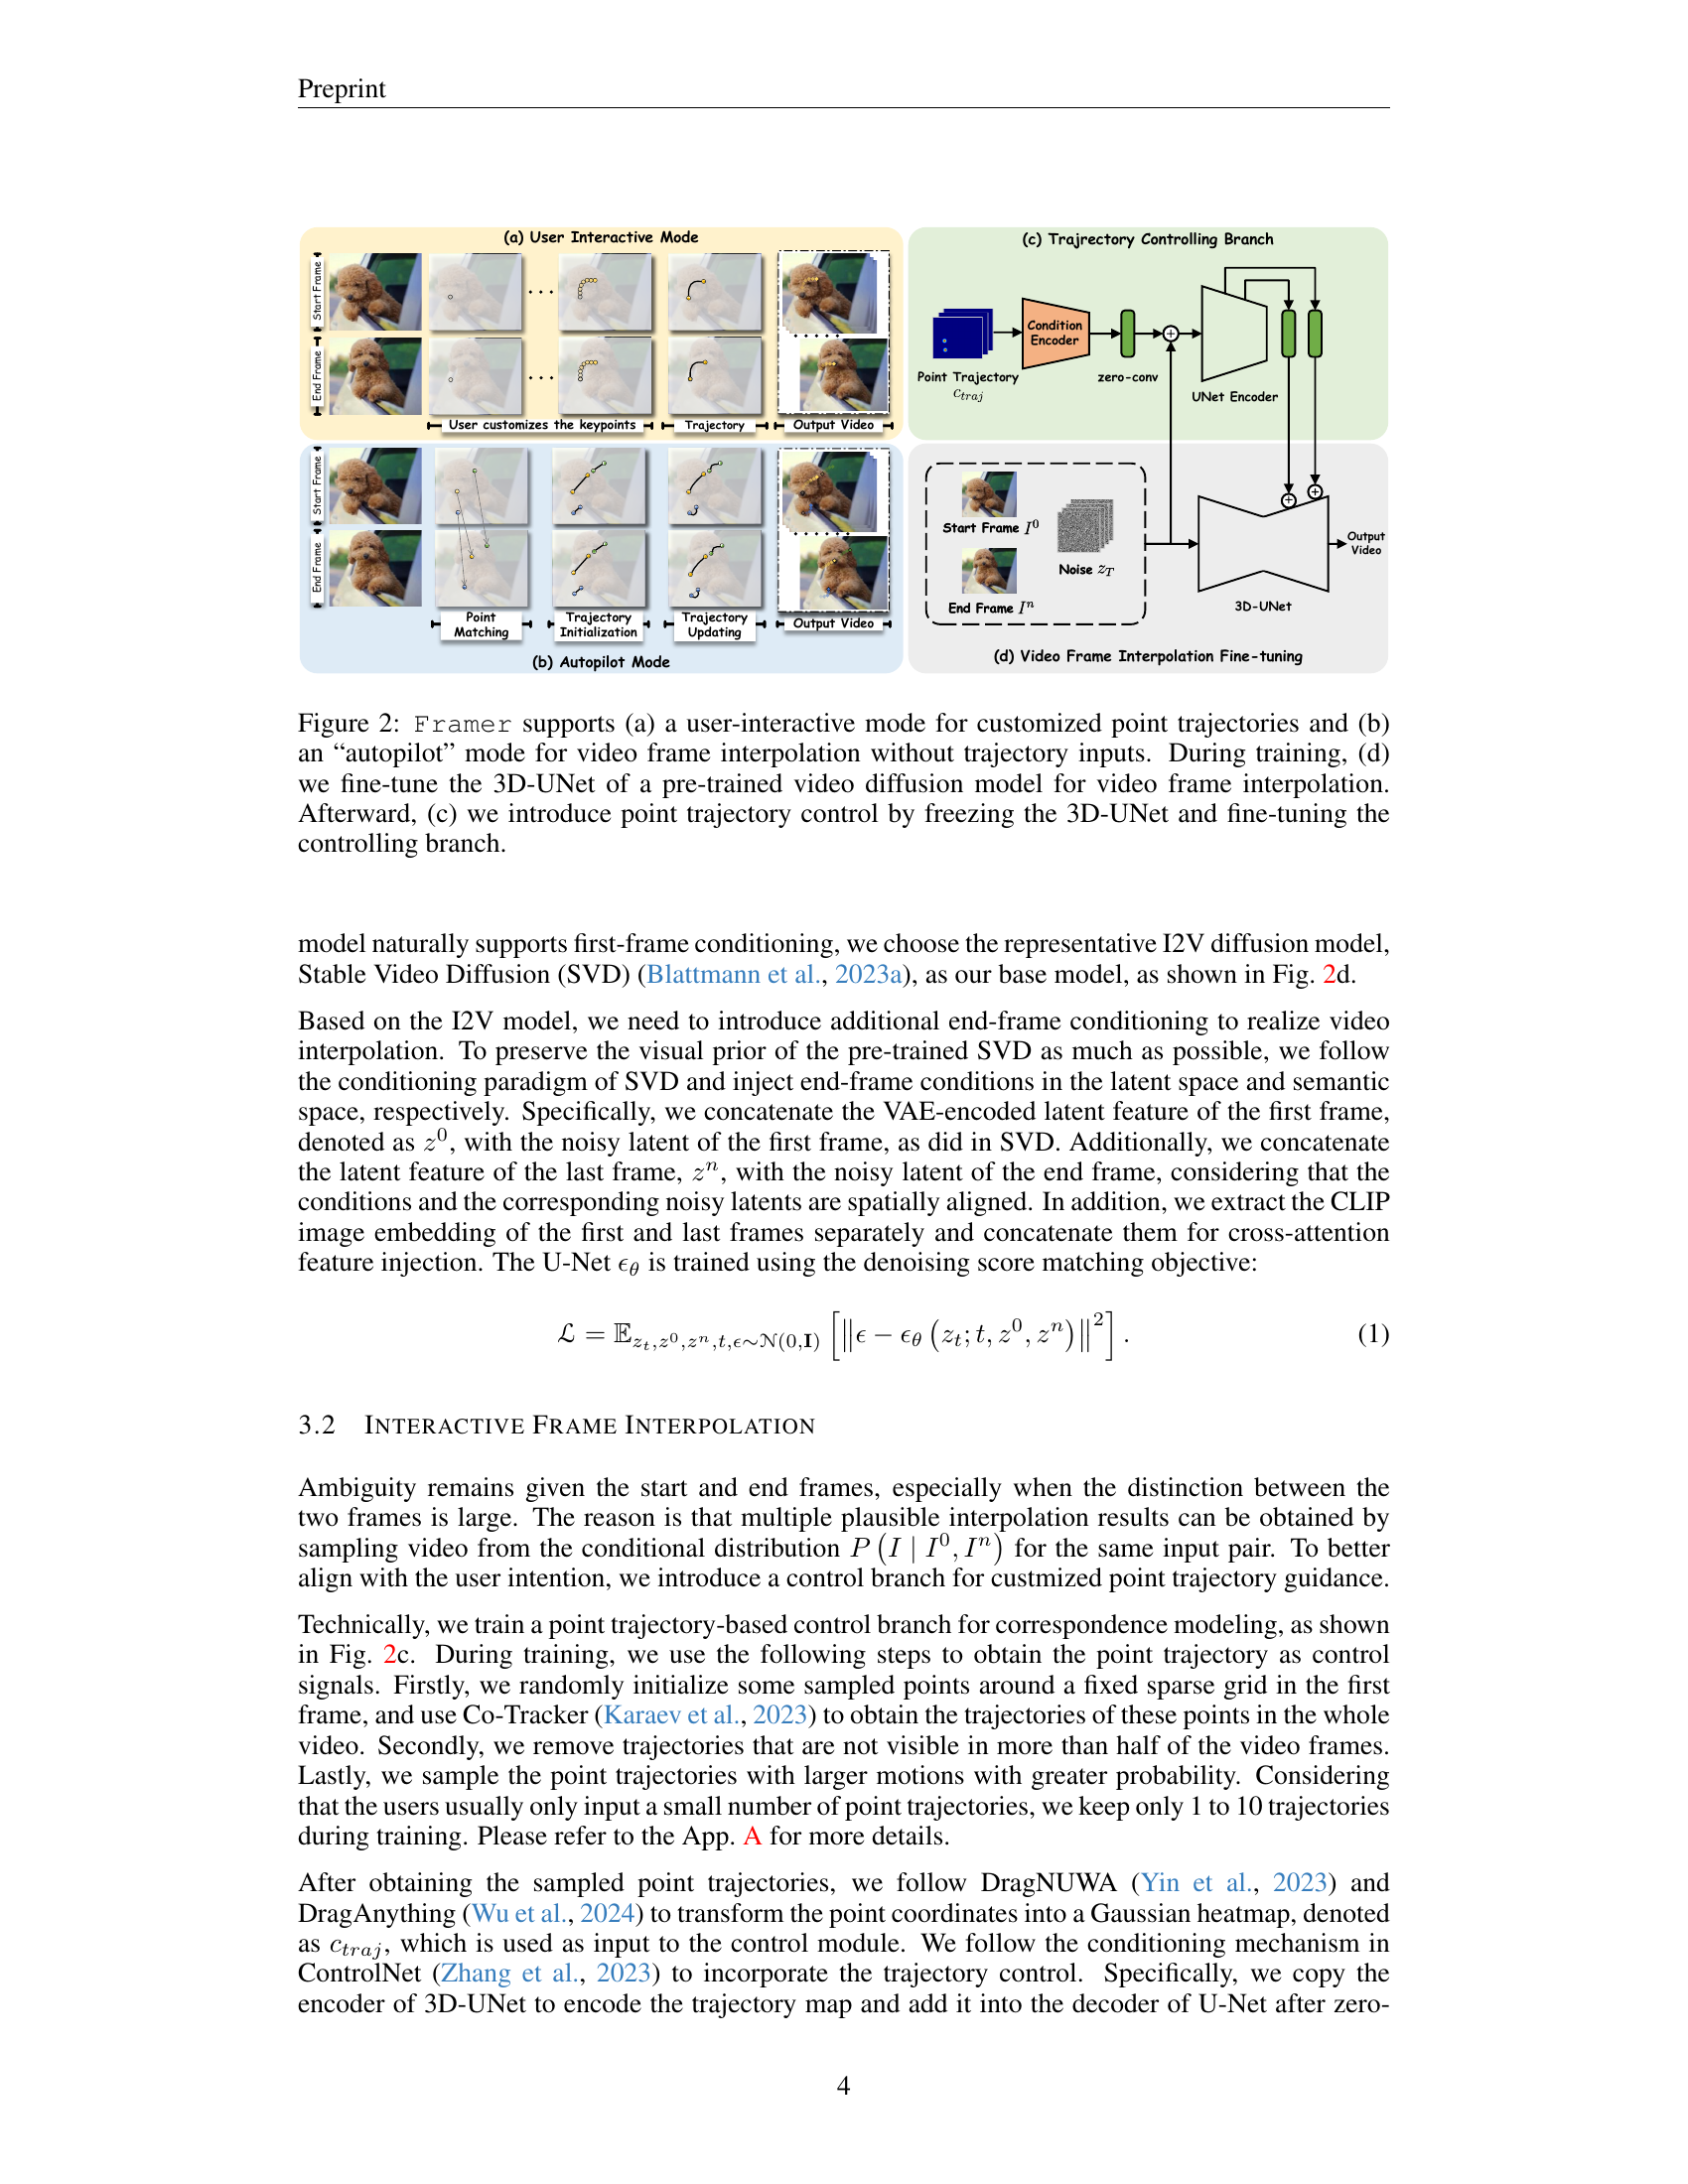 Preprint
(a) User Interactive Mode
Start Frame
End Frame
User customizes the keypoints
Trajectory
Output Video
Start Frame
End Frame
Point
Matching
Trajectory
Initialization
Trajectory
Updating
Output Video
(b) Autopilot Mode
(c) Trajrectory Controlling Branch
Condition
Encoder
Point Trajectory
c_{traj}
zero-conv
UNet Encoder
Start Frame I^0
End Frame I^n
Noise z_T
3D-UNet
Output
Video
(d) Video Frame Interpolation Fine-tuning
Figure 2: Framer supports (a) a user-interactive mode for customized point trajectories and (b)
an “autopilot” mode for video frame interpolation without trajectory inputs. During training, (d)
we fine-tune the 3D-UNet of a pre-trained video diffusion model for video frame interpolation.
Afterward, (c) we introduce point trajectory control by freezing the 3D-UNet and fine-tuning the
controlling branch.
model naturally supports first-frame conditioning, we choose the representative I2V diffusion model,
Stable Video Diffusion (SVD) (Blattmann et al., 2023a), as our base model, as shown in Fig. 2d.
Based on the I2V model, we need to introduce additional end-frame conditioning to realize video
interpolation. To preserve the visual prior of the pre-trained SVD as much as possible, we follow
the conditioning paradigm of SVD and inject end-frame conditions in the latent space and semantic
space, respectively. Specifically, we concatenate the VAE-encoded latent feature of the first frame,
denoted as z^0, with the noisy latent of the first frame, as did in SVD. Additionally, we concatenate
the latent feature of the last frame, z^n, with the noisy latent of the end frame, considering that the
conditions and the corresponding noisy latents are spatially aligned. In addition, we extract the CLIP
image embedding of the first and last frames separately and concatenate them for cross-attention
feature injection. The U-Net ϵ_θ is trained using the denoising score matching objective:
ℒ = 𝔼_{z_t,z^0,z^n,t,ϵ∼𝒩(0,𝐈)} [‖ϵ − ϵ_θ (z_t; t, z^0, z^n)‖^2] . (1)
3.2 INTERACTIVE FRAME INTERPOLATION
Ambiguity remains given the start and end frames, especially when the distinction between the
two frames is large. The reason is that multiple plausible interpolation results can be obtained by
sampling video from the conditional distribution P (I | I^0, I^n) for the same input pair. To better
align with the user intention, we introduce a control branch for custmized point trajectory guidance.
Technically, we train a point trajectory-based control branch for correspondence modeling, as shown
in Fig. 2c. During training, we use the following steps to obtain the point trajectory as control
signals. Firstly, we randomly initialize some sampled points around a fixed sparse grid in the first
frame, and use Co-Tracker (Karaev et al., 2023) to obtain the trajectories of these points in the whole
video. Secondly, we remove trajectories that are not visible in more than half of the video frames.
Lastly, we sample the point trajectories with larger motions with greater probability. Considering
that the users usually only input a small number of point trajectories, we keep only 1 to 10 trajectories
during training. Please refer to the App. A for more details.
After obtaining the sampled point trajectories, we follow DragNUWA (Yin et al., 2023) and
DragAnything (Wu et al., 2024) to transform the point coordinates into a Gaussian heatmap, denoted
as c_{traj}, which is used as input to the control module. We follow the conditioning mechanism in
ControlNet (Zhang et al., 2023) to incorporate the trajectory control. Specifically, we copy the
encoder of 3D-UNet to encode the trajectory map and add it into the decoder of U-Net after zero-
4